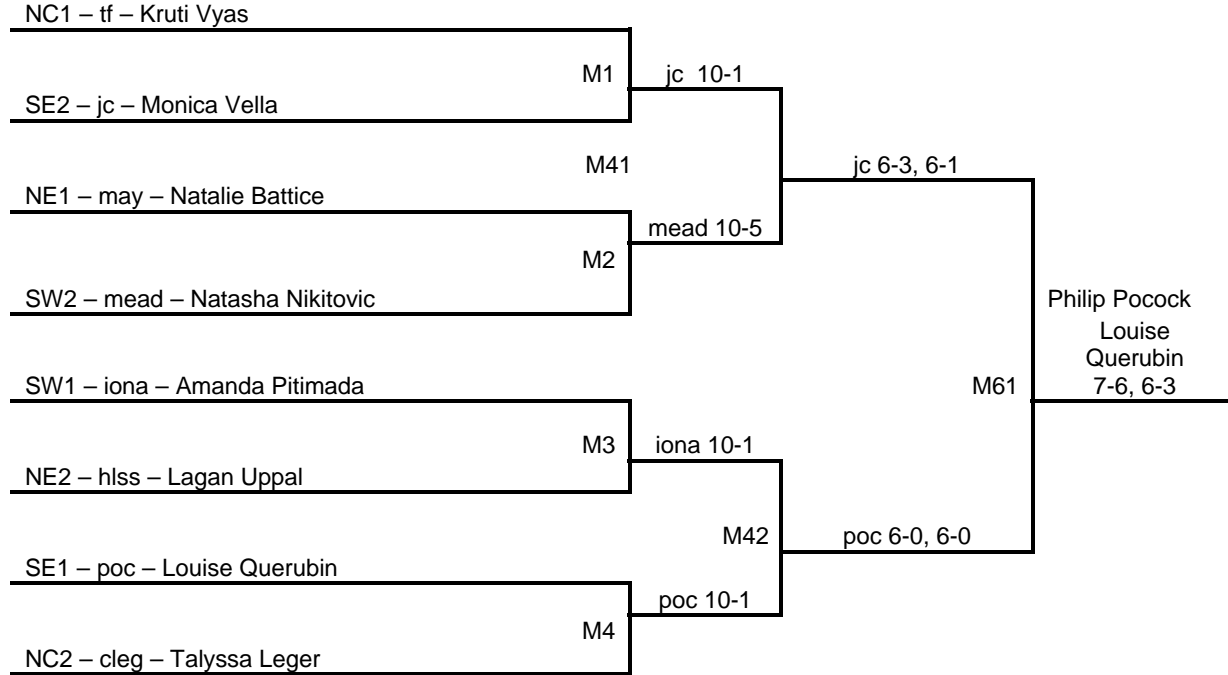 NC1 – tf – Kruti Vyas
M1
jc  10-1
SE2 – jc – Monica Vella
M41
jc 6-3, 6-1
NE1 – may – Natalie Battice
mead 10-5
M2
SW2 – mead – Natasha Nikitovic
Philip Pocock
Louise
Querubin
7-6, 6-3
SW1 – iona – Amanda Pitimada
M61
M3
iona 10-1
NE2 – hlss – Lagan Uppal
M42
poc 6-0, 6-0
SE1 – poc – Louise Querubin
poc 10-1
M4
NC2 – cleg – Talyssa Leger